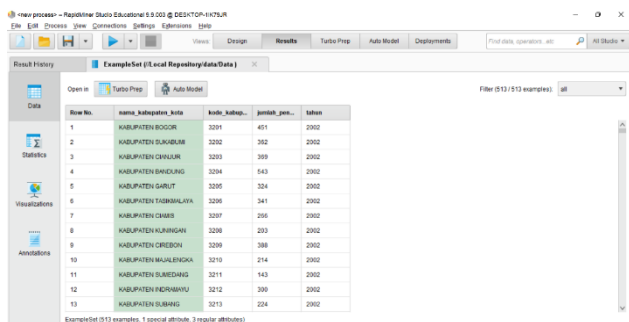 <new process> – RapidMiner Studio Educational 9.9.003 @ DESKTOP-1IK75JR
File Edit Process View Connections Settings Extensions Help
Views: Design Results Turbo Prep Auto Model Deployments Find data, operators...etc All Studio
Result History ExampleSet (//Local Repository/data/Data)
Open in Turbo Prep Auto Model Filter (513 / 513 examples): all
Data
Statistics
Visualizations
Annotations
Row No. nama_kabupaten_kota kode_kabup... jumlah_pen... tahun
1 KABUPATEN BOGOR 3201 451 2002
2 KABUPATEN SUKABUMI 3202 362 2002
3 KABUPATEN CIANJUR 3203 369 2002
4 KABUPATEN BANDUNG 3204 543 2002
5 KABUPATEN GARUT 3205 324 2002
6 KABUPATEN TASIKMALAYA 3206 341 2002
7 KABUPATEN CIAMIS 3207 266 2002
8 KABUPATEN KUNINGAN 3208 203 2002
9 KABUPATEN CIREBON 3209 398 2002
10 KABUPATEN MAJALENGKA 3210 214 2002
11 KABUPATEN SUMEDANG 3211 143 2002
12 KABUPATEN INDRAMAYU 3212 300 2002
13 KABUPATEN SUBANG 3213 224 2002
ExampleSet (513 examples, 1 special attribute, 3 regular attributes)